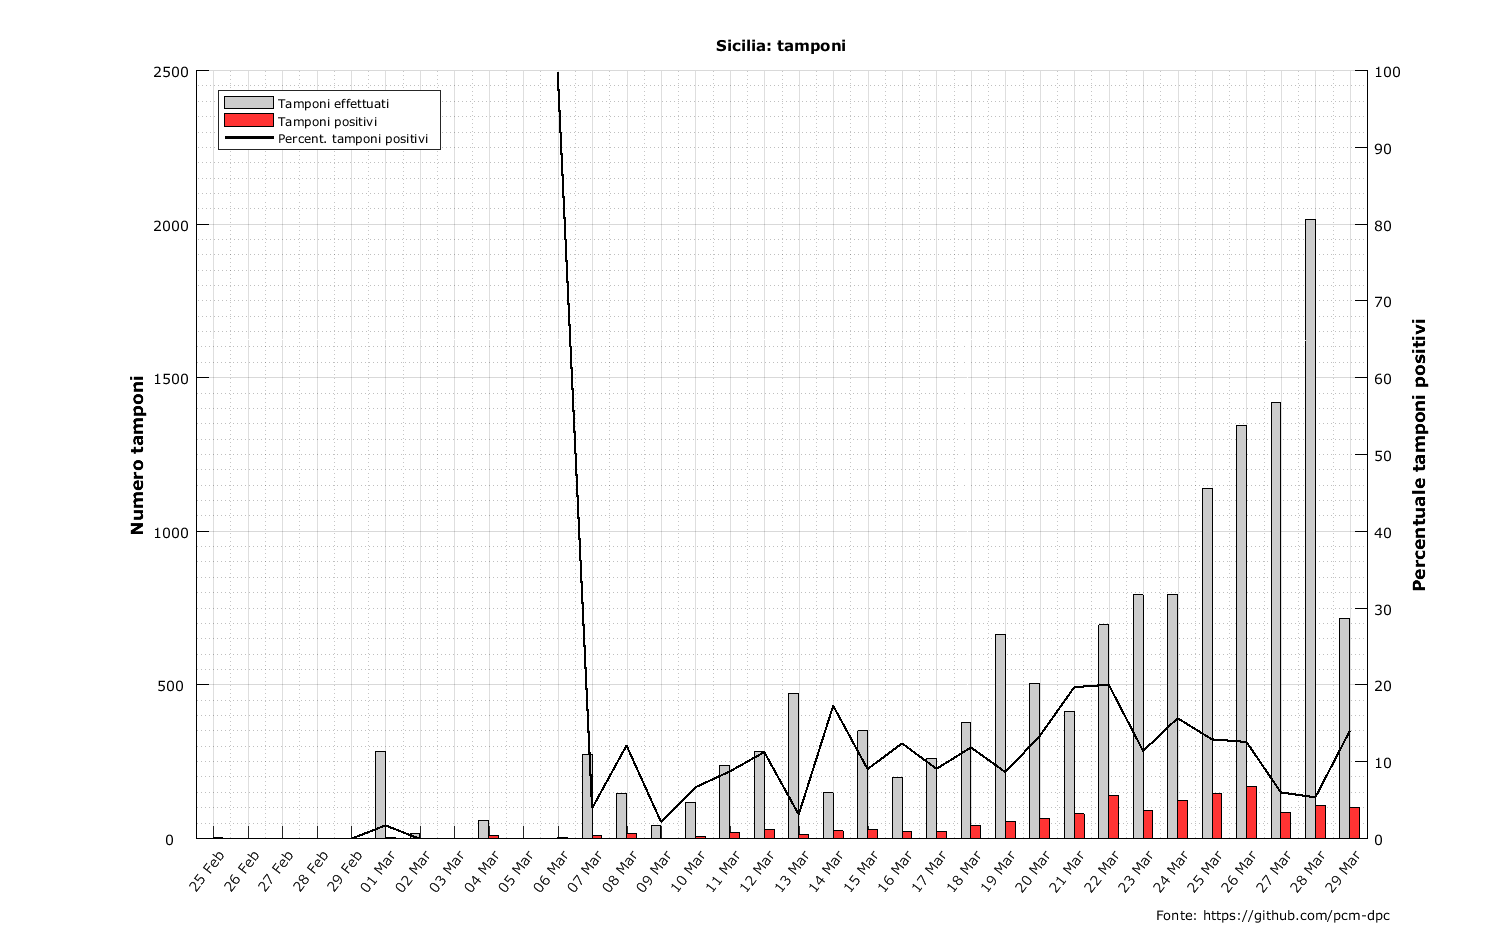 Sicilia: tamponi
Tamponi effettuati
Tamponi positivi
Percent. tamponi positivi
Numero tamponi
2500
2000
1500
1000
500
0
Percentuale tamponi positivi
100
90
80
70
60
50
40
30
20
10
0
25 Feb
26 Feb
27 Feb
28 Feb
29 Feb
01 Mar
02 Mar
03 Mar
04 Mar
05 Mar
06 Mar
07 Mar
08 Mar
09 Mar
10 Mar
11 Mar
12 Mar
13 Mar
14 Mar
15 Mar
16 Mar
17 Mar
18 Mar
19 Mar
20 Mar
21 Mar
22 Mar
23 Mar
24 Mar
25 Mar
26 Mar
27 Mar
28 Mar
29 Mar
Fonte: https://github.com/pcm-dpc